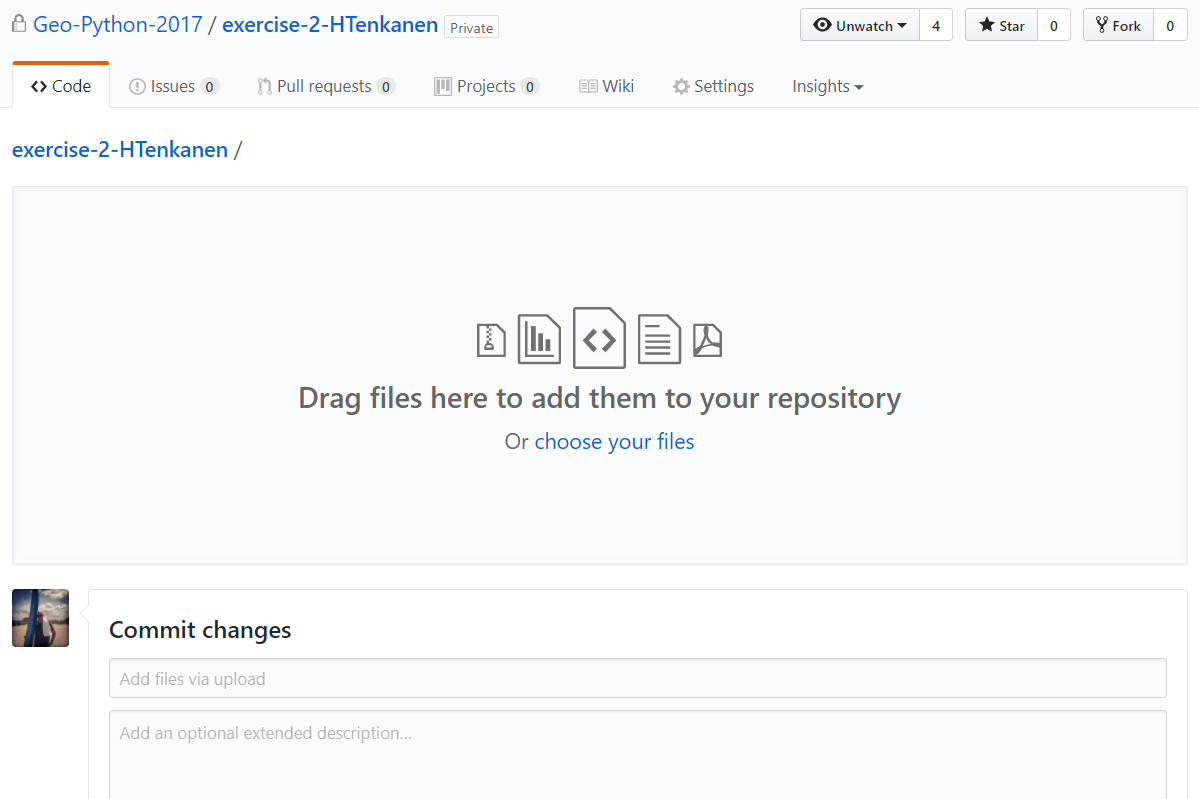 Geo-Python-2017 / exercise-2-HTenkanen Private Unwatch 4 Star 0 Fork 0
Code Issues 0 Pull requests 0 Projects 0 Wiki Settings Insights
exercise-2-HTenkanen /
Drag files here to add them to your repository
Or choose your files
Commit changes
Add files via upload
Add an optional extended description...